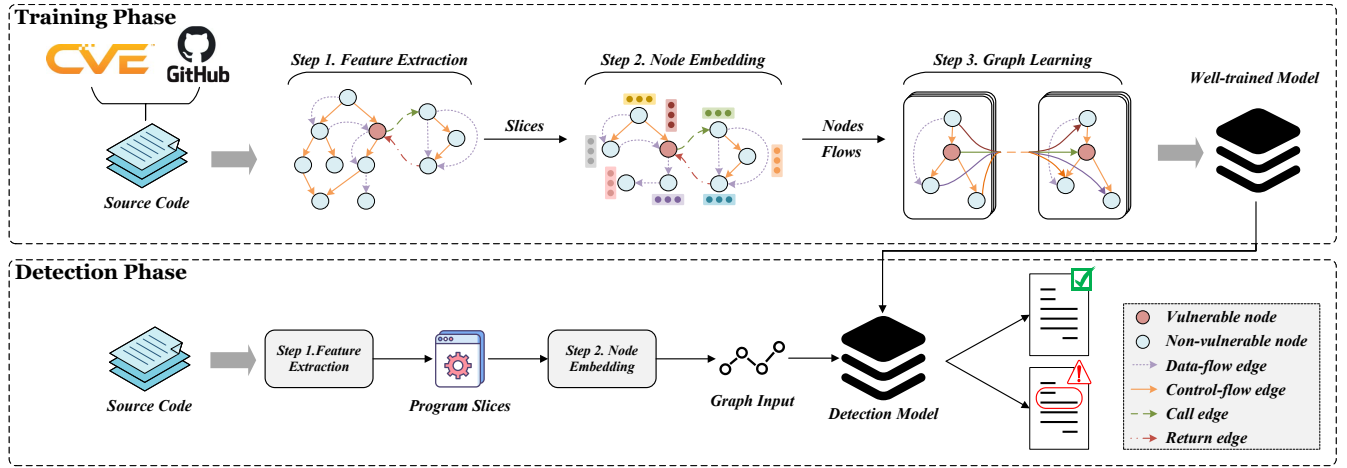 Training Phase
CVE
GitHub
Source Code
Step 1. Feature Extraction
Slices
Step 2. Node Embedding
Nodes
Flows
Step 3. Graph Learning
Well-trained Model
Detection Phase
Source Code
Step 1.Feature
Extraction
Program Slices
Step 2. Node
Embedding
Graph Input
Detection Model
Vulnerable node
Non-vulnerable node
Data-flow edge
Control-flow edge
Call edge
Return edge